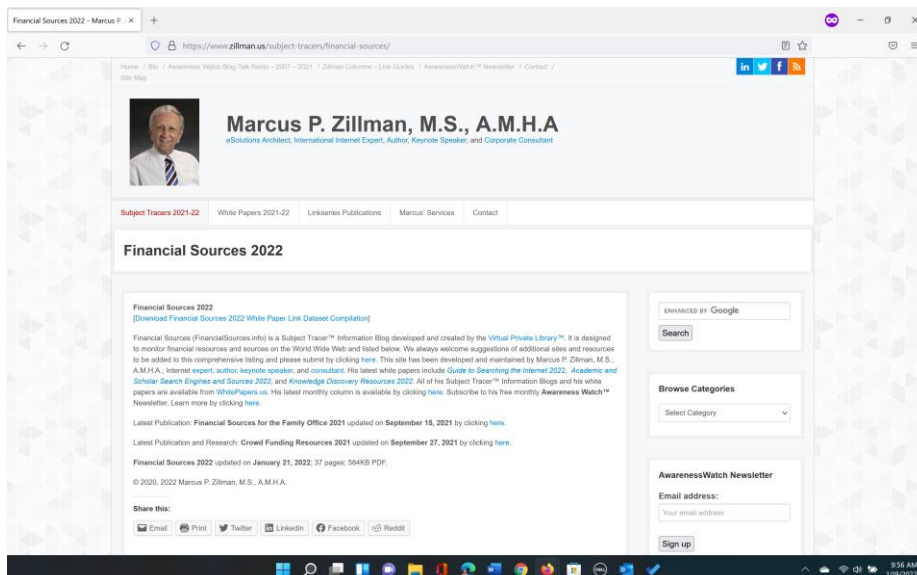 Financial Sources 2022 - Marcus P
https://www.zillman.us/subject-tracers/financial-sources/
Home / Bio / Awareness Watch Blog Talk Radio – 2007 – 2021 / Zillman Columns – Link Guides / AwarenessWatch™ Newsletter / Contact /
Site Map
Marcus P. Zillman, M.S., A.M.H.A
eSolutions Architect, International Internet Expert, Author, Keynote Speaker, and Corporate Consultant
Subject Tracers 2021-22
White Papers 2021-22
Linkseries Publications
Marcus' Services
Contact
Financial Sources 2022
Financial Sources 2022
[Download Financial Sources 2022 White Paper Link Dataset Compilation]
Financial Sources (FinancialSources.info) is a Subject Tracer™ Information Blog developed and created by the Virtual Private Library™. It is designed
to monitor financial resources and sources on the World Wide Web and listed below. We always welcome suggestions of additional sites and resources
to be added to this comprehensive listing and please submit by clicking here. This site has been developed and maintained by Marcus P. Zillman, M.S.,
A.M.H.A.; Internet expert, author, keynote speaker, and consultant. His latest white papers include Guide to Searching the Internet 2022, Academic and
Scholar Search Engines and Sources 2022, and Knowledge Discovery Resources 2022. All of his Subject Tracer™ Information Blogs and his white
papers are available from WhitePapers.us. His latest monthly column is available by clicking here. Subscribe to his free monthly Awareness Watch™
Newsletter. Learn more by clicking here.
Latest Publication: Financial Sources for the Family Office 2021 updated on September 15, 2021 by clicking here.
Latest Publication and Research: Crowd Funding Resources 2021 updated on September 27, 2021 by clicking here.
Financial Sources 2022 updated on January 21, 2022; 37 pages; 584KB PDF.
© 2020, 2022 Marcus P. Zillman, M.S., A.M.H.A.
Share this:
Email
Print
Twitter
LinkedIn
Facebook
Reddit
ENHANCED BY Google
Search
Browse Categories
Select Category
AwarenessWatch Newsletter
Email address:
Your email address
Sign up
9:56 AM
1/19/2022